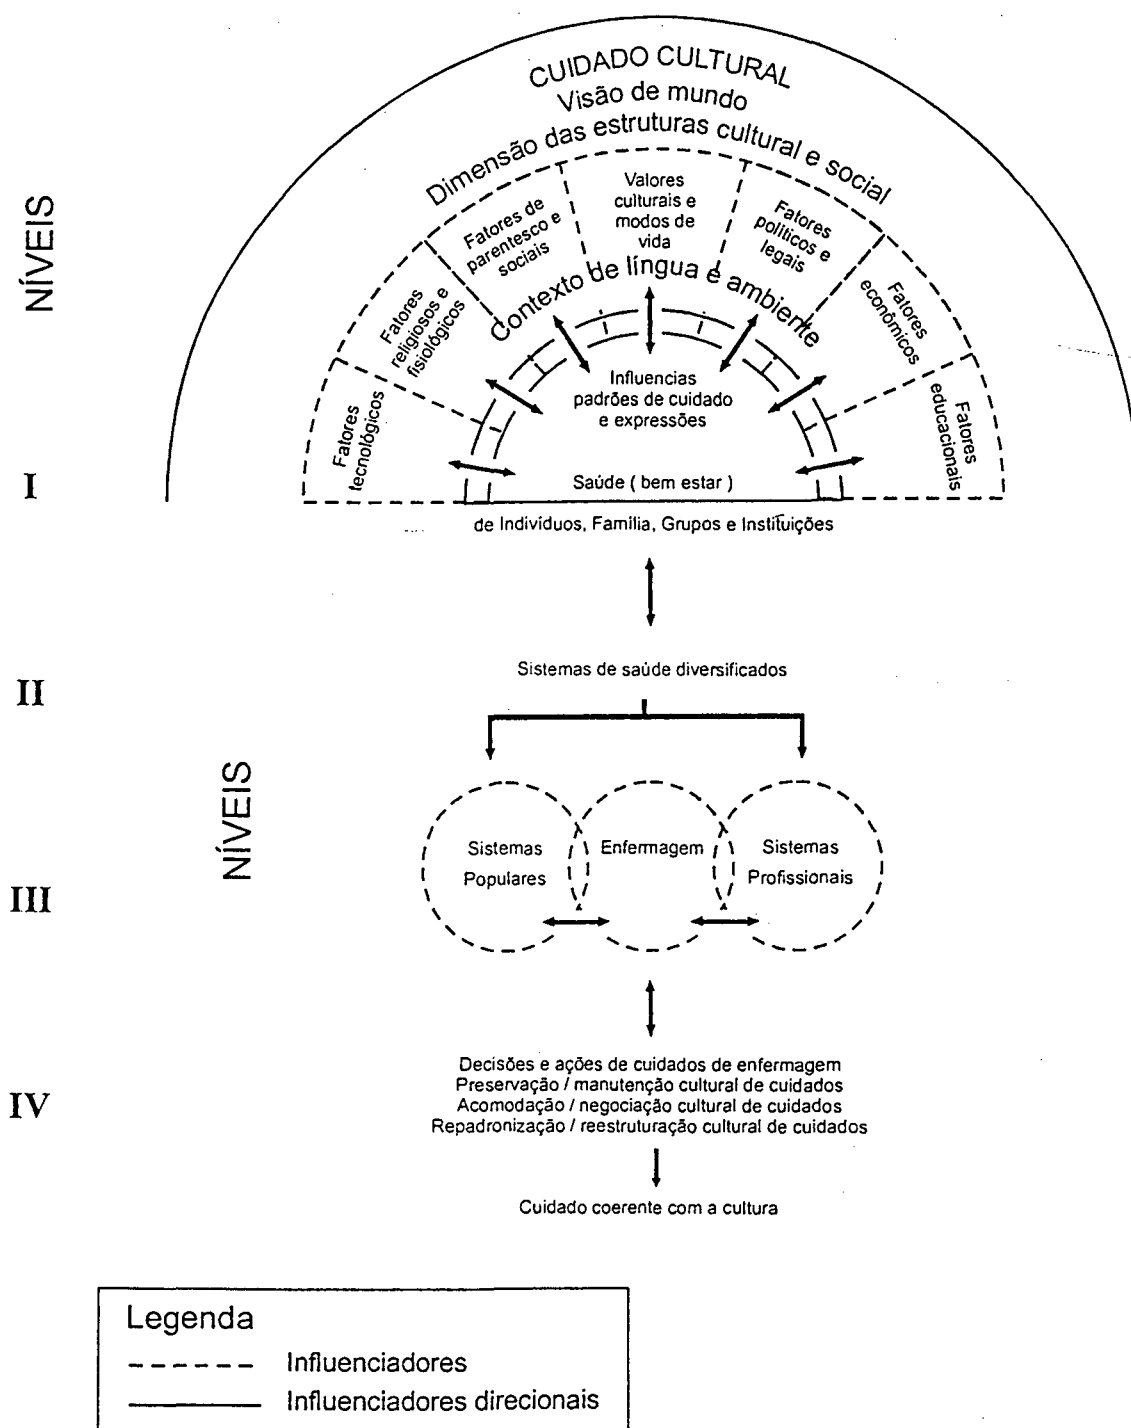 CUIDADO CULTURAL
Visão de mundo
Dimensão das estruturas cultural e social
NÍVEIS
Fatores
tecnológicos
Fatores
religiosos e
fisiológicos
Fatores de
parentesco e
sociais
Valores
culturais e
modos de
vida
Fatores
políticos e
legais
Fatores
econômicos
Fatores
educacionais
Contexto de língua e ambiente
Influencias
padrões de cuidado
e expressões
I
Saúde ( bem estar )
de Indivíduos, Família, Grupos e Instituições
II
Sistemas de saúde diversificados
NÍVEIS
III
Sistemas
Populares
Enfermagem
Sistemas
Profissionais
IV
Decisões e ações de cuidados de enfermagem
Preservação / manutenção cultural de cuidados
Acomodação / negociação cultural de cuidados
Repadronização / reestruturação cultural de cuidados
Cuidado coerente com a cultura
Legenda
Influenciadores
Influenciadores direcionais